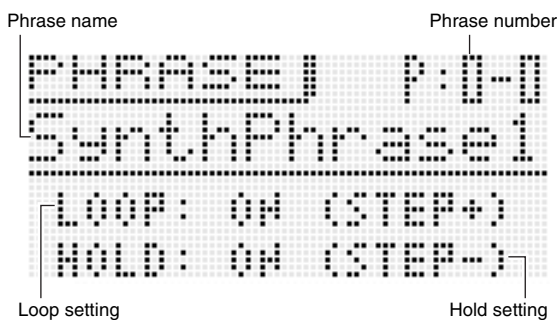 Phrase name
Phrase number
PHRASE P:0-0
SynthPhrase1
LOOP: ON (STEP+)
HOLD: ON (STEP-)
Loop setting
Hold setting